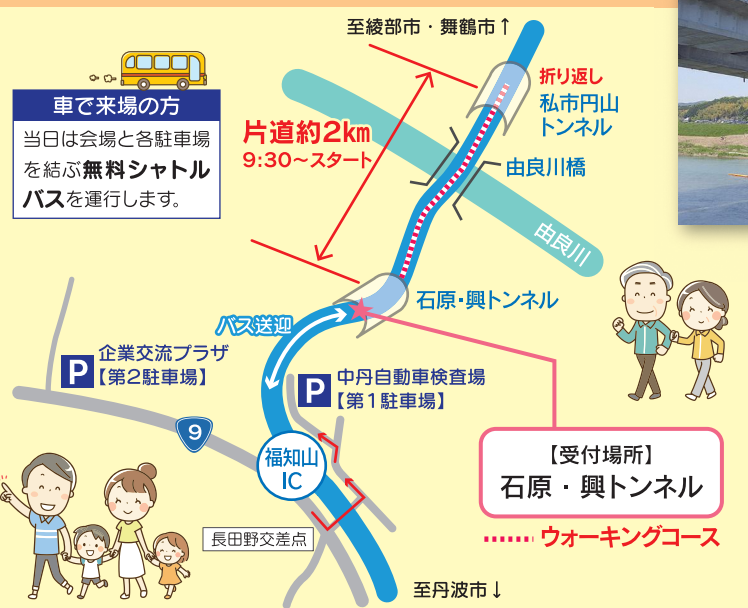 至綾部市・舞鶴市↑
車で来場の方
当日は会場と各駐車場
を結ぶ無料シャトル
バスを運行します。
片道約2km
9:30~スタート
折り返し
私市円山
トンネル
由良川橋
由良川
石原・興トンネル
バス送迎
P 企業交流プラザ
【第2駐車場】
P 中丹自動車検査場
【第1駐車場】
9
福知山
IC
【受付場所】
石原・興トンネル
ウォーキングコース
長田野交差点
至丹波市↓